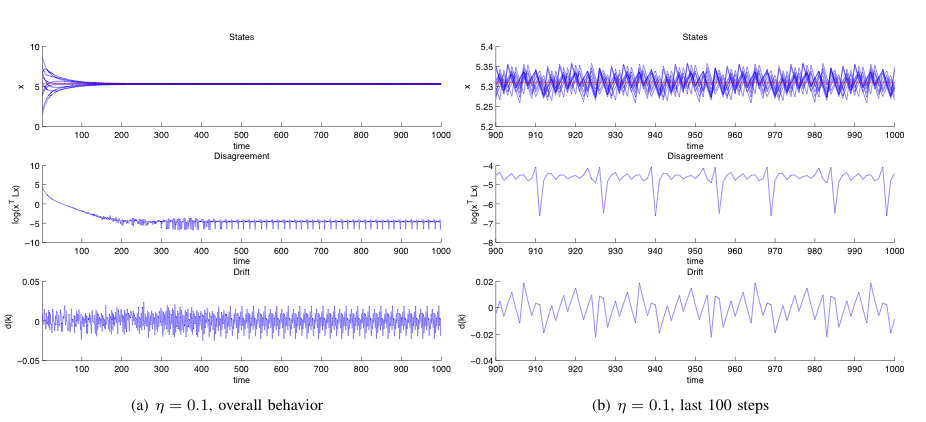 States
10
5
0
x
100 200 300 400 500 600 700 800 900 1000
time
Disagreement
10
5
0
−5
−10
log(x^T Lx)
100 200 300 400 500 600 700 800 900 1000
time
Drift
0.05
0
−0.05
d(k)
100 200 300 400 500 600 700 800 900 1000
time
(a) η = 0.1, overall behavior
States
5.4
5.35
5.3
5.25
5.2
x
900 910 920 930 940 950 960 970 980 990 1000
time
Disagreement
−4
−5
−6
−7
−8
log(x^T Lx)
900 910 920 930 940 950 960 970 980 990 1000
time
Drift
0.02
0
−0.02
−0.04
d(k)
900 910 920 930 940 950 960 970 980 990 1000
time
(b) η = 0.1, last 100 steps